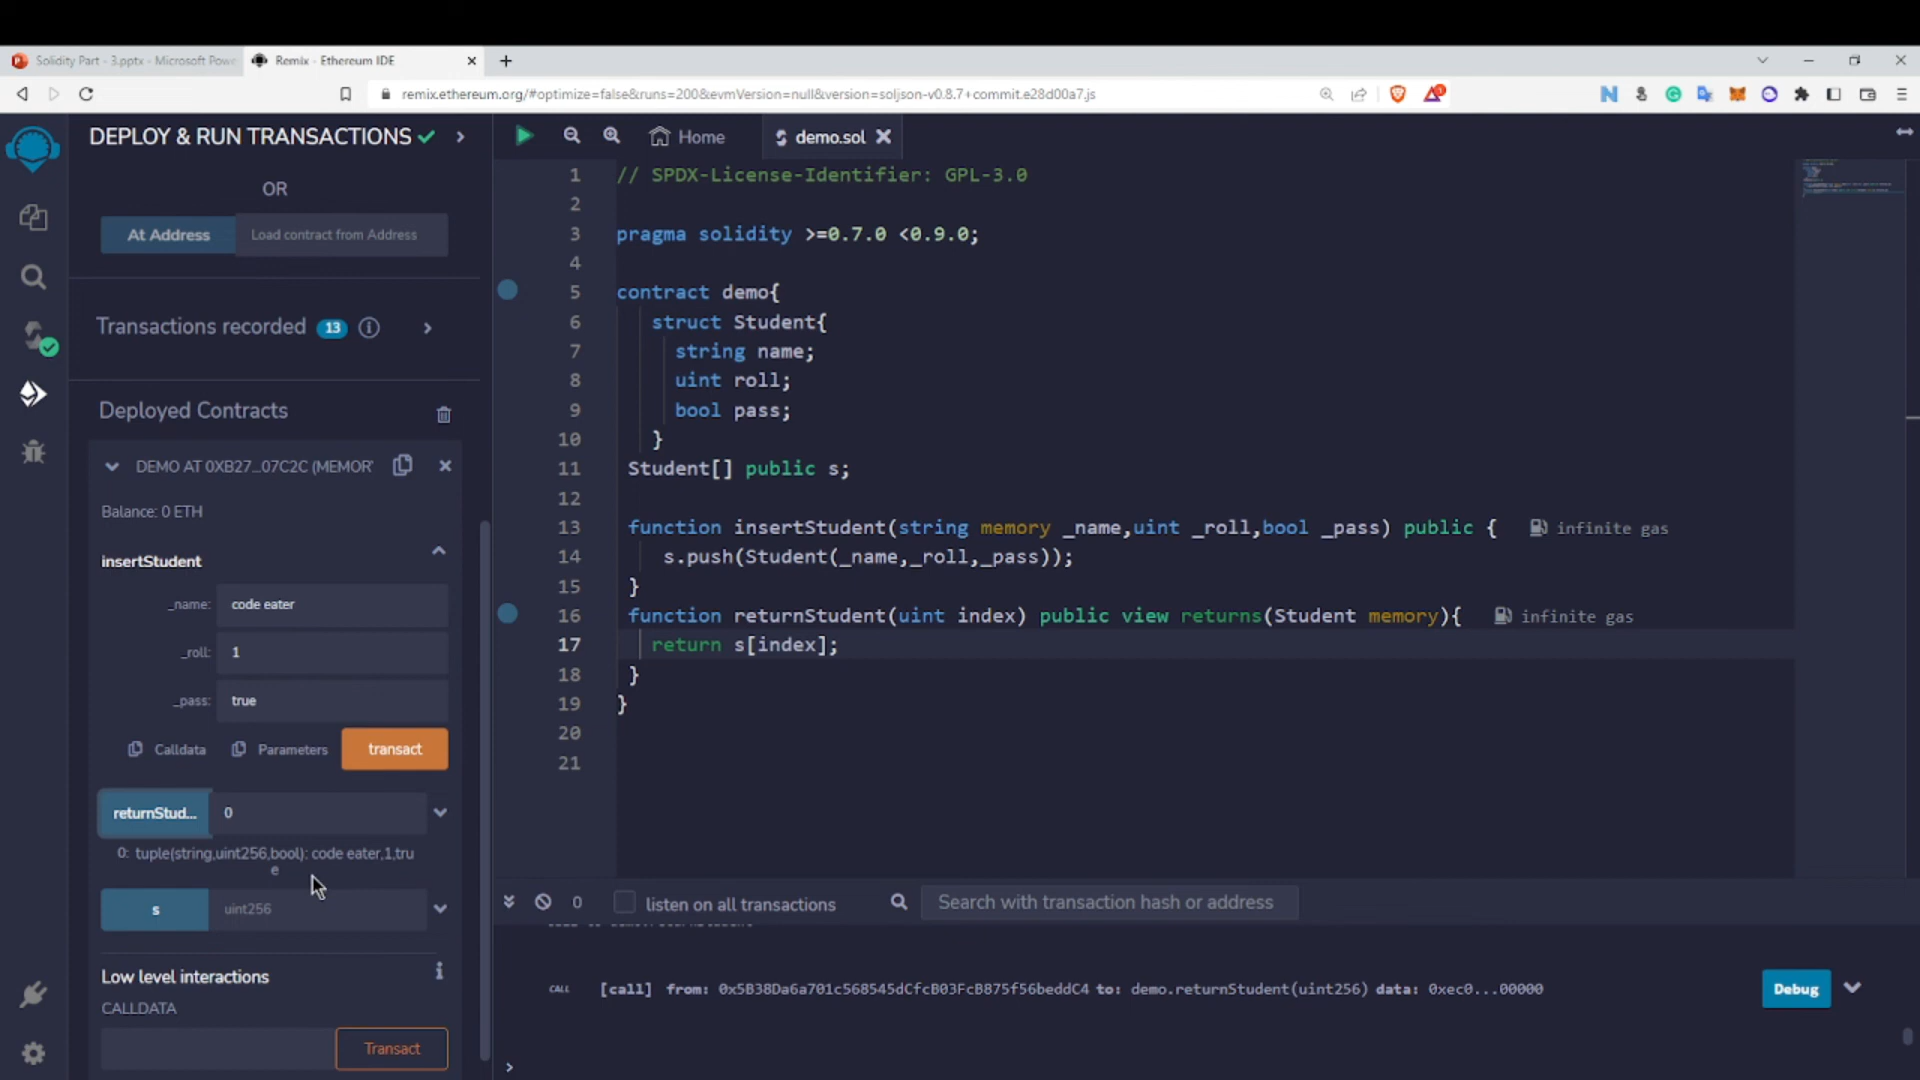 Solidity Part - 3.pptx - Microsoft Powe
Remix - Ethereum IDE
remix.ethereum.org/#optimize=false&runs=200&evmVersion=null&version=soljson-v0.8.7+commit.e28d00a7.js
DEPLOY & RUN TRANSACTIONS
OR
At Address
Load contract from Address
Transactions recorded 13
Deployed Contracts
DEMO AT 0XB27...07C2C (MEMOR
Balance: 0 ETH
insertStudent
_name: code eater
_roll: 1
_pass: true
Calldata
Parameters
transact
returnStud... 0
0: tuple(string,uint256,bool): code eater,1,tru
e
s uint256
Low level interactions
CALLDATA
Transact
Home
demo.sol
1 // SPDX-License-Identifier: GPL-3.0
2
3 pragma solidity >=0.7.0 <0.9.0;
4
5 contract demo{
6 struct Student{
7 string name;
8 uint roll;
9 bool pass;
10 }
11 Student[] public s;
12
13 function insertStudent(string memory _name,uint _roll,bool _pass) public { infinite gas
14 s.push(Student(_name,_roll,_pass));
15 }
16 function returnStudent(uint index) public view returns(Student memory){ infinite gas
17 return s[index];
18 }
19 }
20
21
0
listen on all transactions
Search with transaction hash or address
CALL [call] from: 0x5B38Da6a701c568545dCfcB03FcB875f56beddC4 to: demo.returnStudent(uint256) data: 0xec0...00000
Debug
>